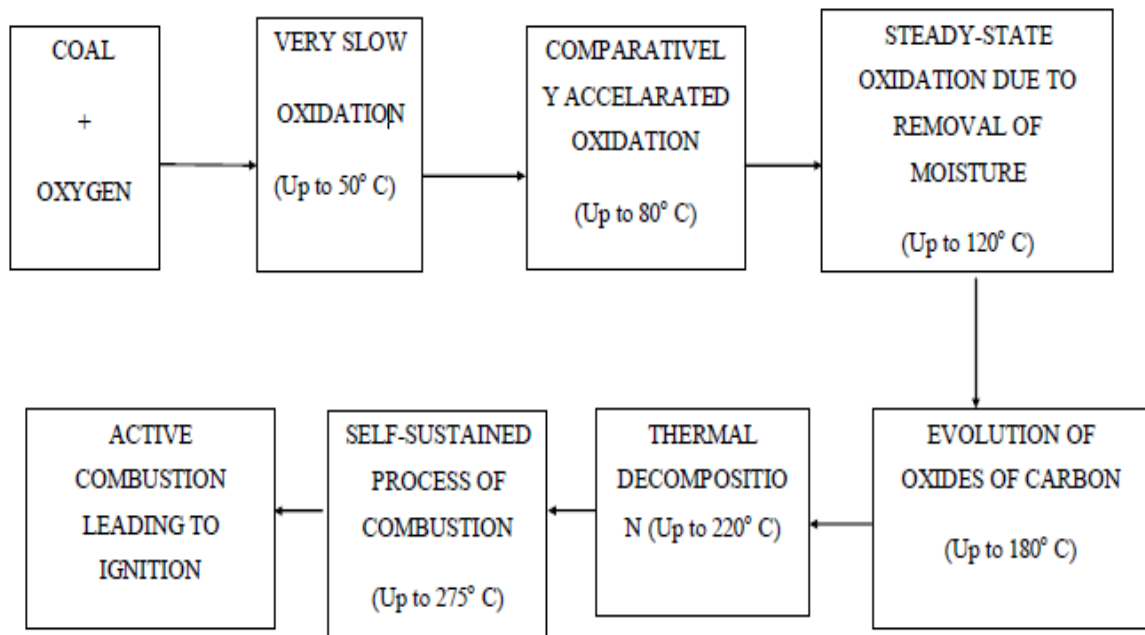 COAL
+
OXYGEN
VERY SLOW
OXIDATION
(Up to 50° C)
COMPARATIVEL
Y ACCELARATED
OXIDATION
(Up to 80° C)
STEADY-STATE
OXIDATION DUE TO
REMOVAL OF
MOISTURE
(Up to 120° C)
EVOLUTION OF
OXIDES OF CARBON
(Up to 180° C)
THERMAL
DECOMPOSITIO
N (Up to 220° C)
SELF-SUSTAINED
PROCESS OF
COMBUSTION
(Up to 275° C)
ACTIVE
COMBUSTION
LEADING TO
IGNITION